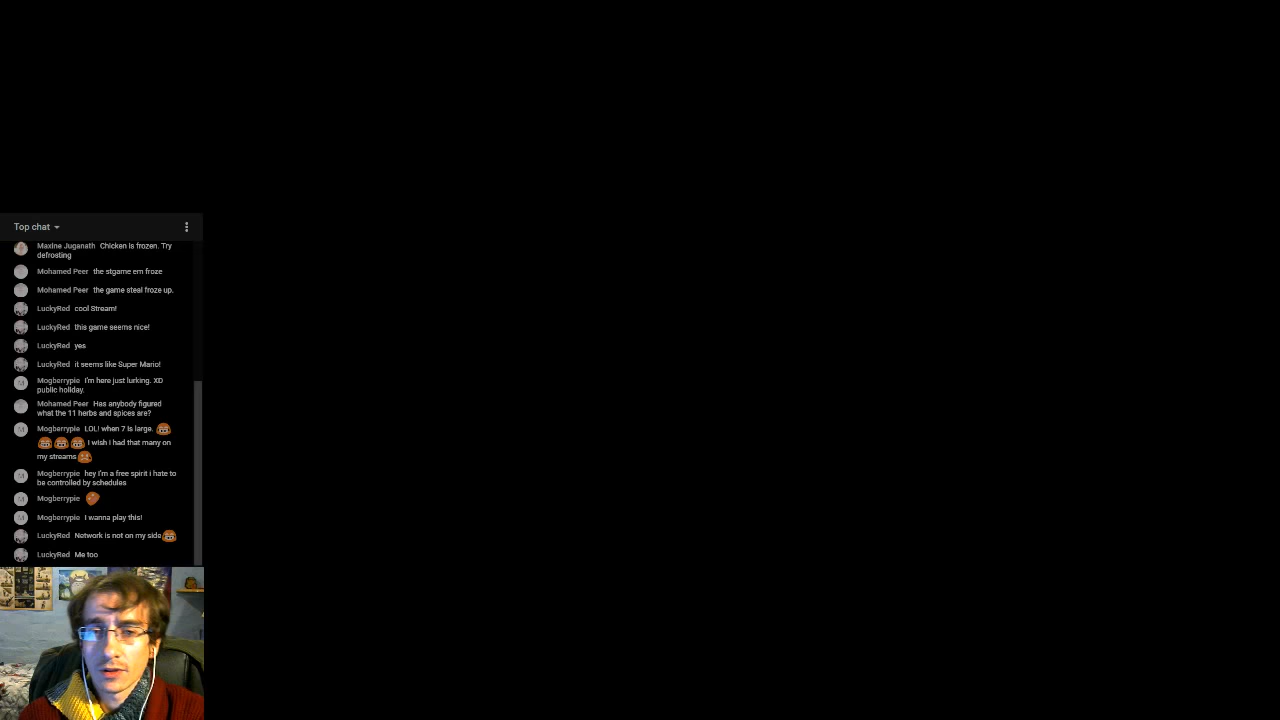 Top chat
Maxine Juganath Chicken is frozen. Try
defrosting
Mohamed Peer the stgame em froze
Mohamed Peer the game steal froze up.
LuckyRed cool Stream!
LuckyRed this game seems nice!
LuckyRed yes
LuckyRed it seems like Super Mario!
Mogberrypie I'm here just lurking. XD
public holiday.
Mohamed Peer Has anybody figured
what the 11 herbs and spices are?
Mogberrypie LOL! when 7 is large.
I wish I had that many on
my streams
Mogberrypie hey I'm a free spirit i hate to
be controlled by schedules
Mogberrypie
Mogberrypie I wanna play this!
LuckyRed Network is not on my side
LuckyRed Me too